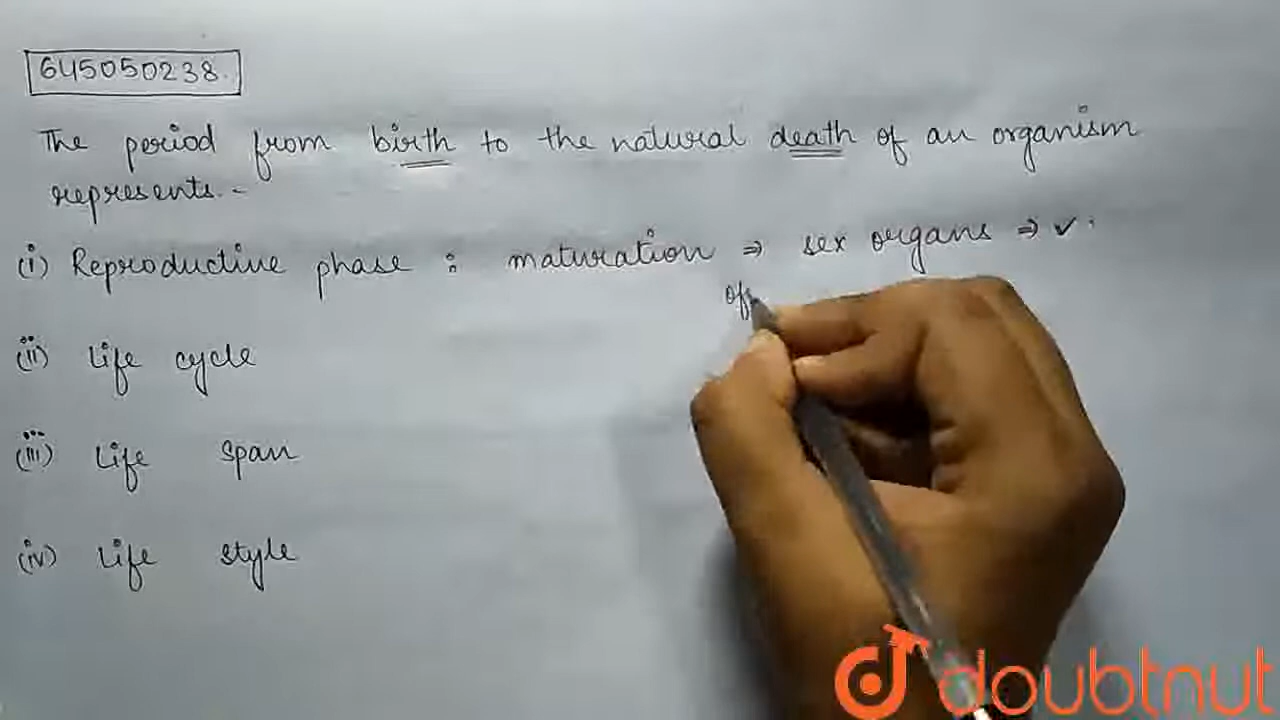 645050238.
The period from birth to the natural death of an organism
represents.-
(i) Reproductive phase : maturation ⇒ sex organs ⇒ ✓.
(ii) Life cycle
(iii) Life span
(iv) Life style
doubtnut